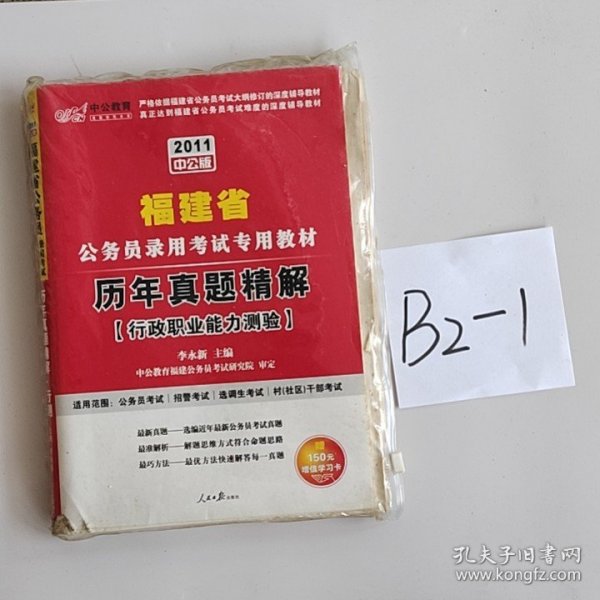 中公教育
严格依据福建省公务员考试大纲修订的深度辅导教材
真正达到福建省公务员考试难度的深度辅导教材
2011
中公版
福建省
公务员录用考试专用教材
历年真题精解
【行政职业能力测验】
李永新 主编
中公教育福建公务员考试研究院 审定
适用范围：公务员考试｜招警考试｜选调生考试｜村(社区)干部考试
最新真题——选编近年最新公务员考试真题
最准解析——解题思维方式符合命题思路
最巧方法——最优方法快速解答每一真题
赠
150元
增值学习卡
人民日报出版社
B2-1
孔夫子旧书网
www.kongfz.com